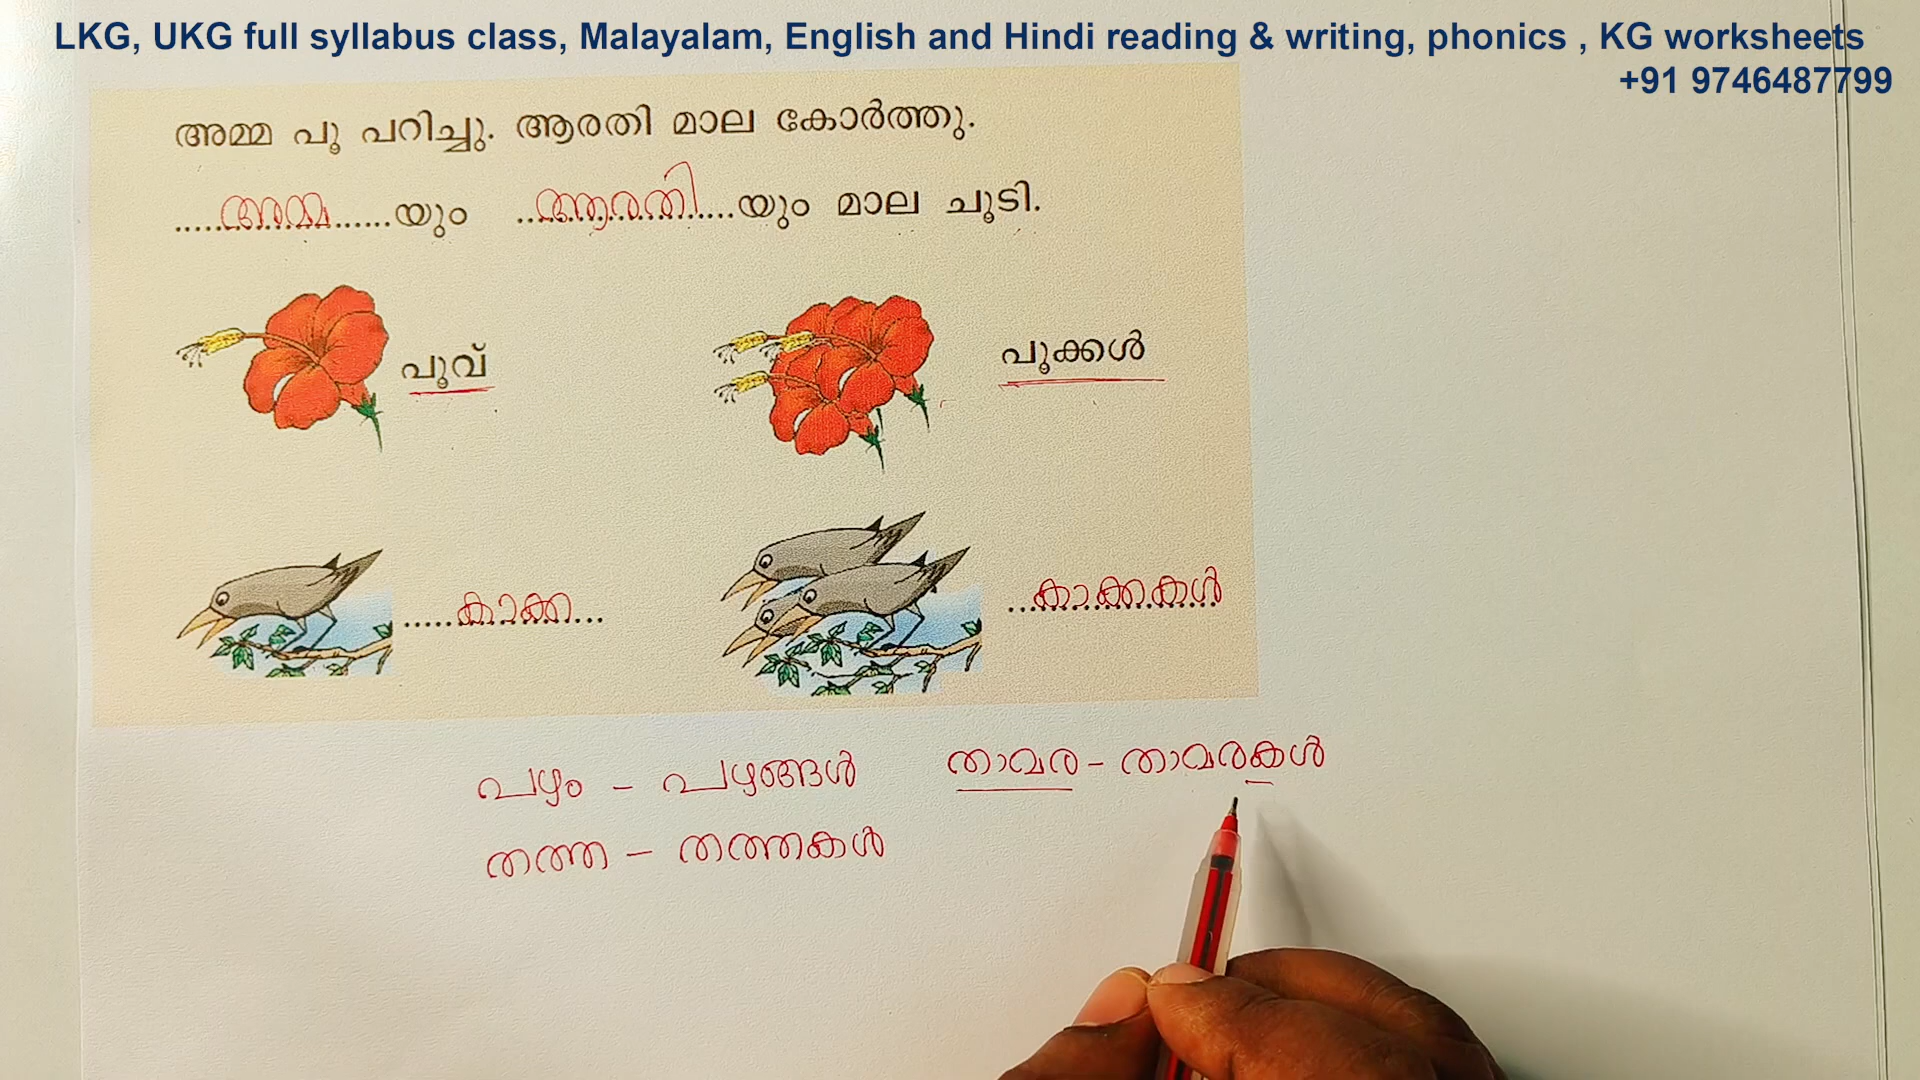 LKG, UKG full syllabus class, Malayalam, English and Hindi reading & writing, phonics , KG worksheets
+91 9746487799
അമ്മ പൂ പറിച്ചു. ആരതി മാല കോർത്തു.
.....അമ്മ......യും ..ആരതി....യും മാല ചൂടി.
പൂവ് പൂക്കൾ
.....കാക്ക... ..കാക്കകൾ
പഴം - പഴങ്ങൾ താമര - താമരകൾ
തത്ത - തത്തകൾ